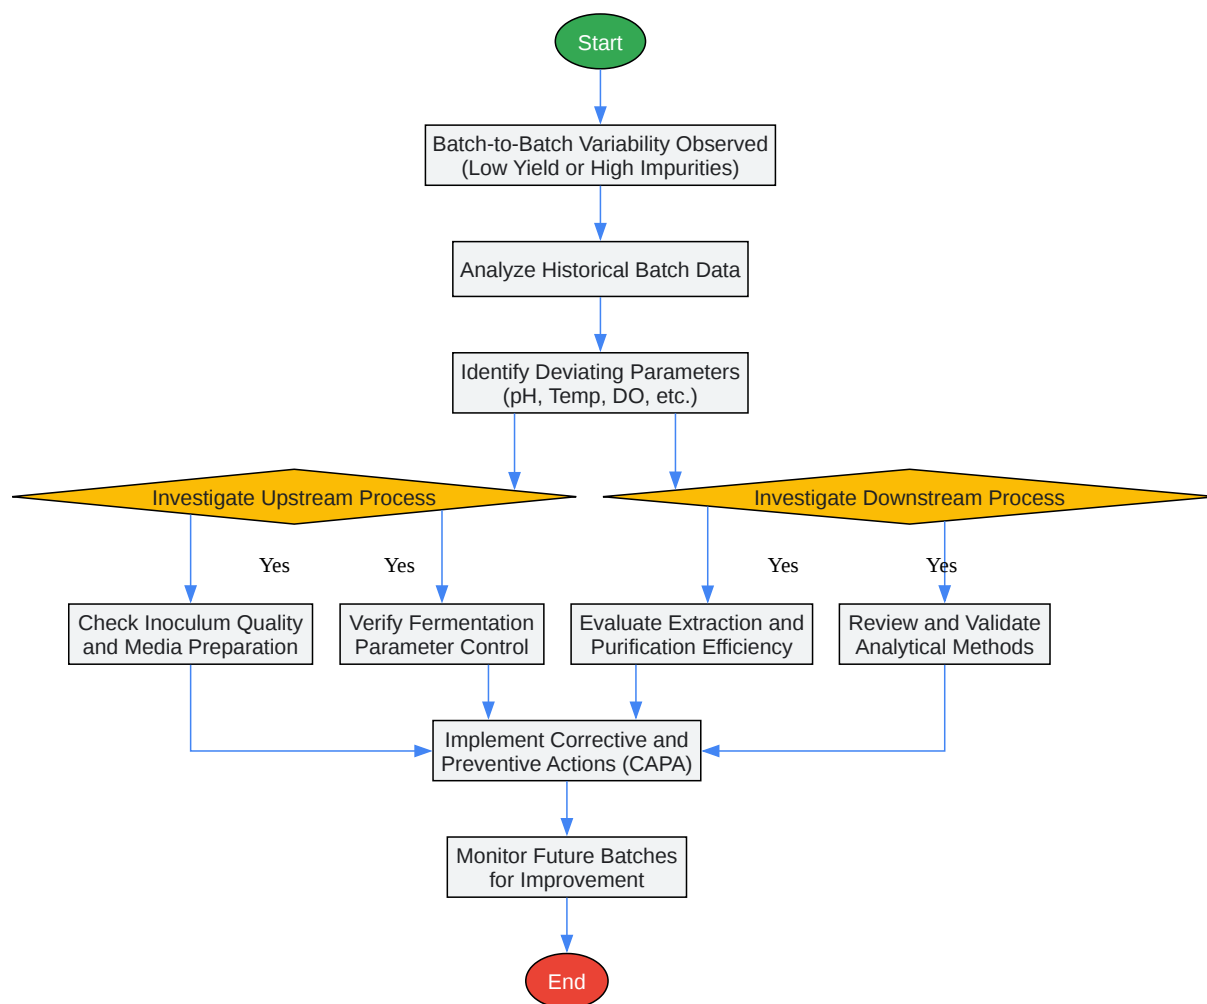 Start
Batch-to-Batch Variability Observed
(Low Yield or High Impurities)
Analyze Historical Batch Data
Identify Deviating Parameters
(pH, Temp, DO, etc.)
Investigate Upstream Process
Investigate Downstream Process
Yes
Yes
Yes
Yes
Check Inoculum Quality
and Media Preparation
Verify Fermentation
Parameter Control
Evaluate Extraction and
Purification Efficiency
Review and Validate
Analytical Methods
Implement Corrective and
Preventive Actions (CAPA)
Monitor Future Batches
for Improvement
End